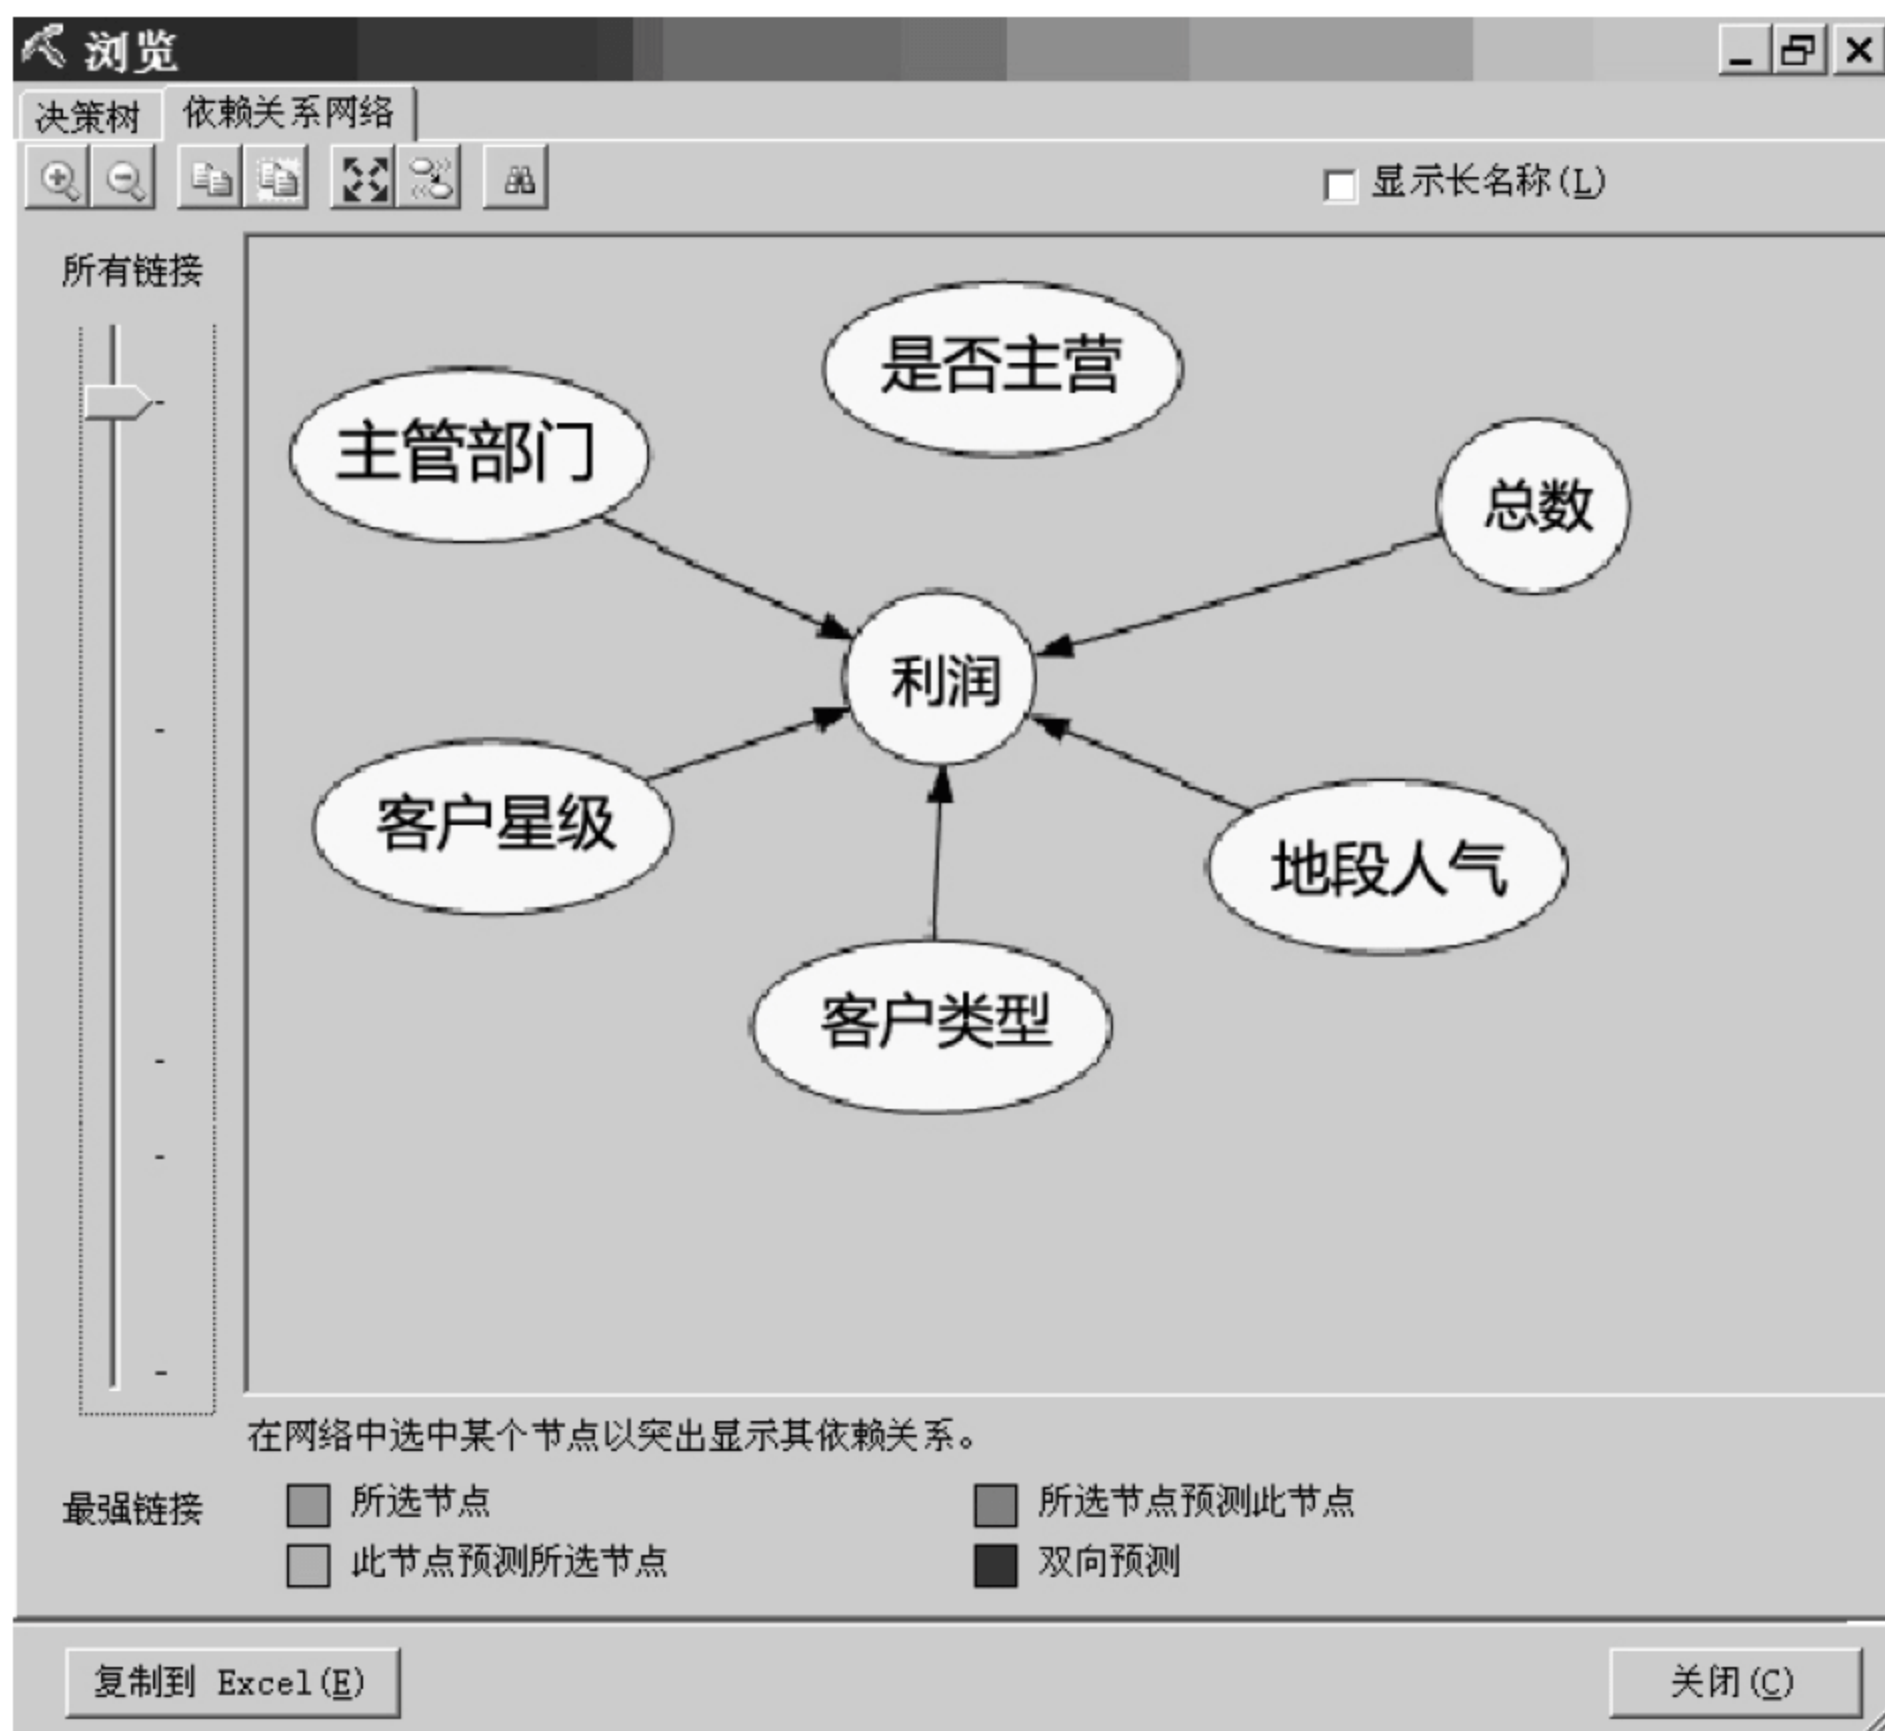 浏览
决策树 依赖关系网络
显示长名称(L)
所有链接
是否主营
主管部门
总数
利润
客户星级
地段人气
客户类型
在网络中选中某个节点以突出显示其依赖关系。
最强链接
所选节点 所选节点预测此节点
此节点预测所选节点 双向预测
复制到 Excel(E) 关闭(C)